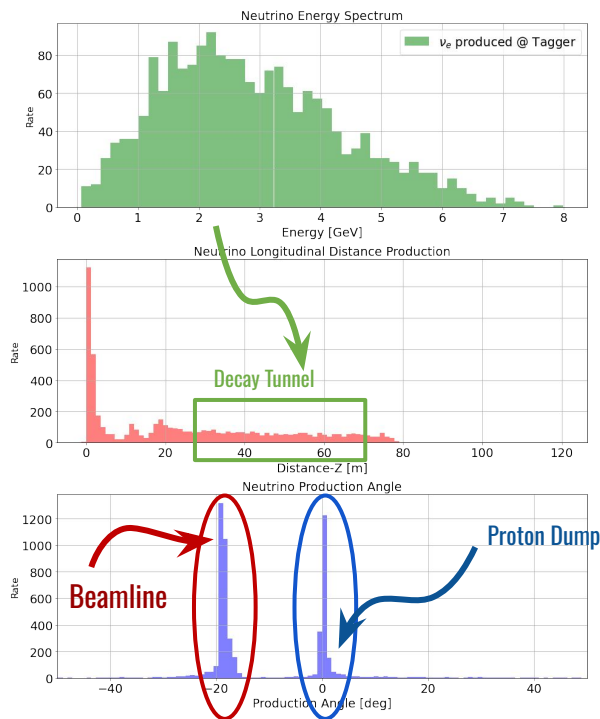 Neutrino Energy Spectrum
νe produced @ Tagger
80
60
40
20
0
Rate
0 1 2 3 4 5 6 7 8
Energy [GeV]
Neutrino Longitudinal Distance Production
1000
800
600
400
200
0
Rate
Decay Tunnel
0 20 40 60 80 100 120
Distance-Z [m]
Neutrino Production Angle
1200
1000
800
600
400
200
0
Rate
Proton Dump
Beamline
−40 −20 0 20 40
Production Angle [deg]